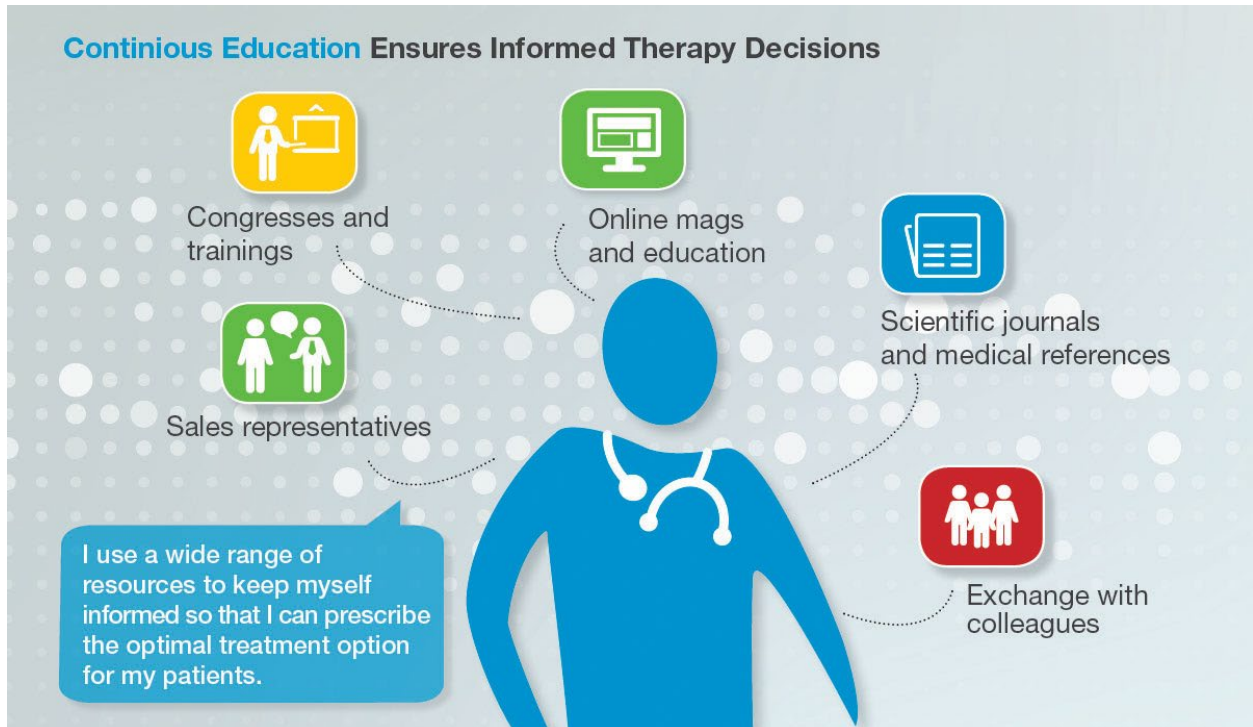 Continious Education Ensures Informed Therapy Decisions
Congresses and
trainings
Online mags
and education
Scientific journals
and medical references
Sales representatives
Exchange with
colleagues
I use a wide range of
resources to keep myself
informed so that I can prescribe
the optimal treatment option
for my patients.